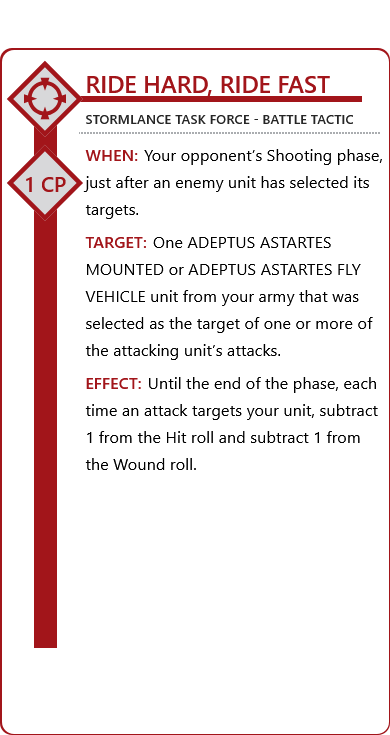 RIDE HARD, RIDE FAST
STORMLANCE TASK FORCE - BATTLE TACTIC
1 CP
WHEN: Your opponent’s Shooting phase,
just after an enemy unit has selected its
targets.
TARGET: One ADEPTUS ASTARTES
MOUNTED or ADEPTUS ASTARTES FLY
VEHICLE unit from your army that was
selected as the target of one or more of
the attacking unit’s attacks.
EFFECT: Until the end of the phase, each
time an attack targets your unit, subtract
1 from the Hit roll and subtract 1 from
the Wound roll.